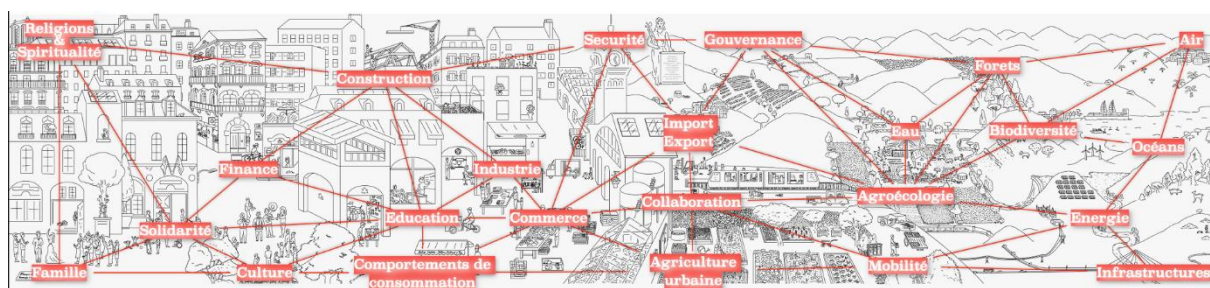 Religions
&
Spiritualité
Construction
Securité
Gouvernance
Air
Forets
Import
Export
Eau
Biodiversité
Océans
Finance
Industrie
Agroécologie
Collaboration
Solidarité
Education
Commerce
Energie
Famille
Culture
Comportements de
consommation
Agriculture
urbaine
Mobilité
Infrastructures